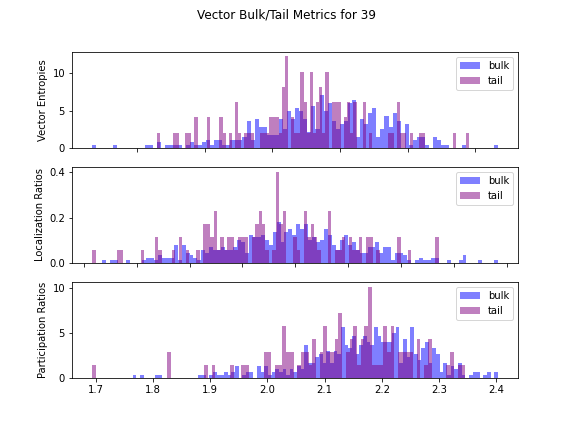 Vector Bulk/Tail Metrics for 39
Vector Entropies
10
5
0
bulk
tail
Localization Ratios
0.4
0.2
0.0
bulk
tail
Participation Ratios
10
5
0
bulk
tail
1.7 1.8 1.9 2.0 2.1 2.2 2.3 2.4